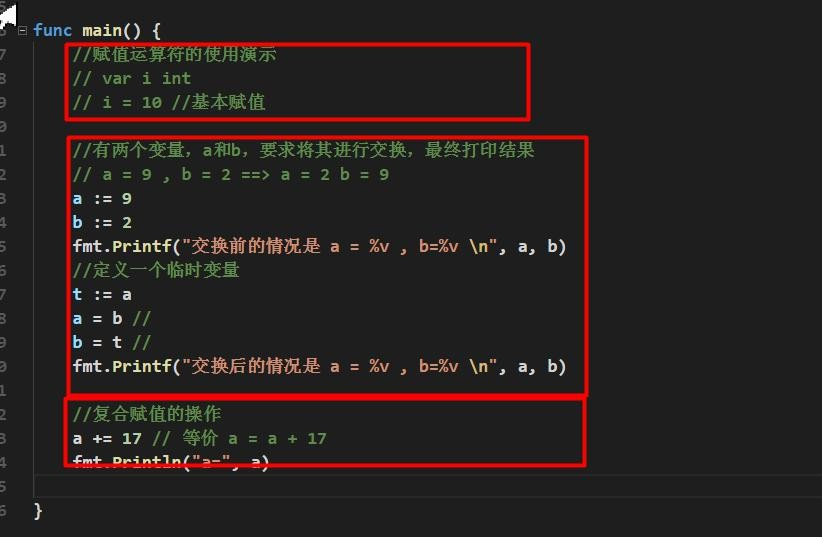 func main() {
//赋值运算符的使用演示
// var i int
// i = 10 //基本赋值
//有两个变量，a和b，要求将其进行交换，最终打印结果
// a = 9 , b = 2 ==> a = 2 b = 9
a := 9
b := 2
fmt.Printf("交换前的情况是 a = %v , b=%v \n", a, b)
//定义一个临时变量
t := a
a = b //
b = t //
fmt.Printf("交换后的情况是 a = %v , b=%v \n", a, b)
//复合赋值的操作
a += 17 // 等价 a = a + 17
fmt.Println("a=", a)
}